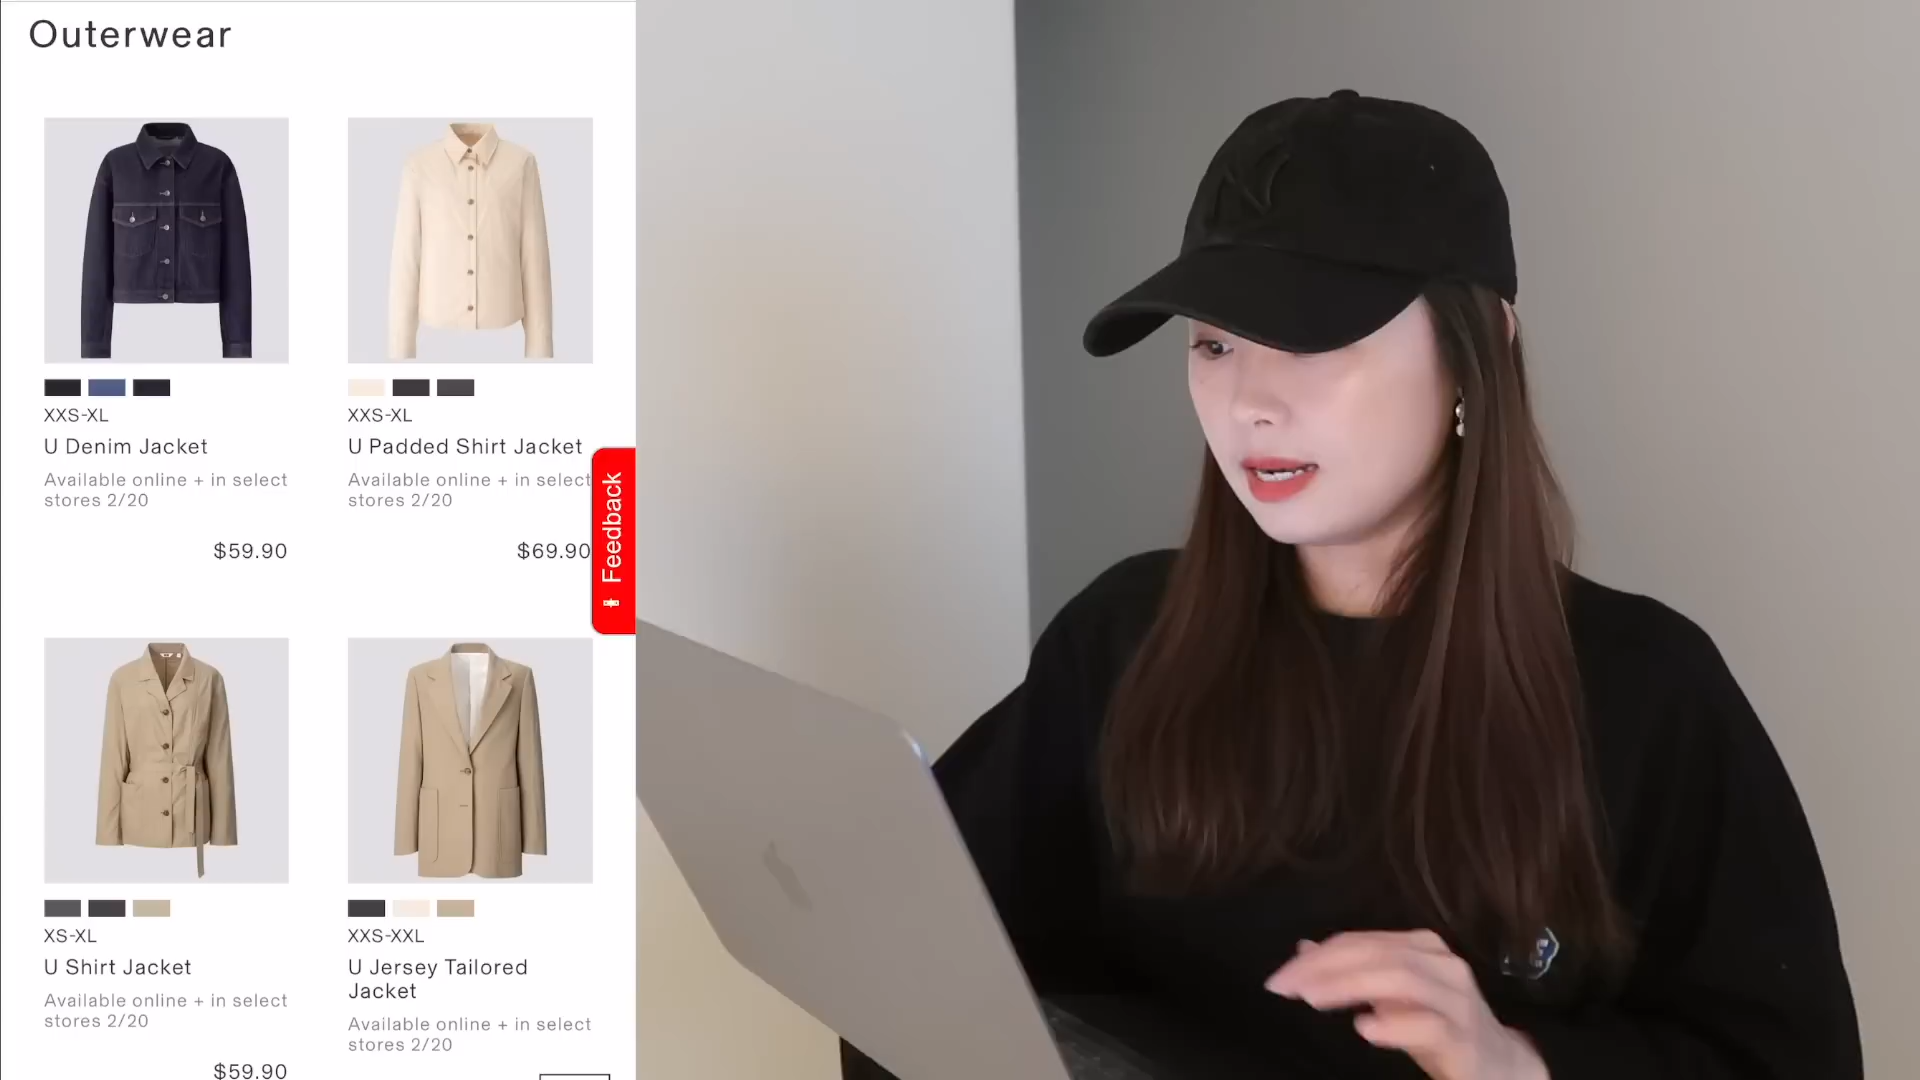 Outerwear
XXS-XL
U Denim Jacket
Available online + in select
stores 2/20
$59.90
XXS-XL
U Padded Shirt Jacket
Available online + in select
stores 2/20
$69.90
Feedback
XS-XL
U Shirt Jacket
Available online + in select
stores 2/20
$59.90
XXS-XXL
U Jersey Tailored
Jacket
Available online + in select
stores 2/20